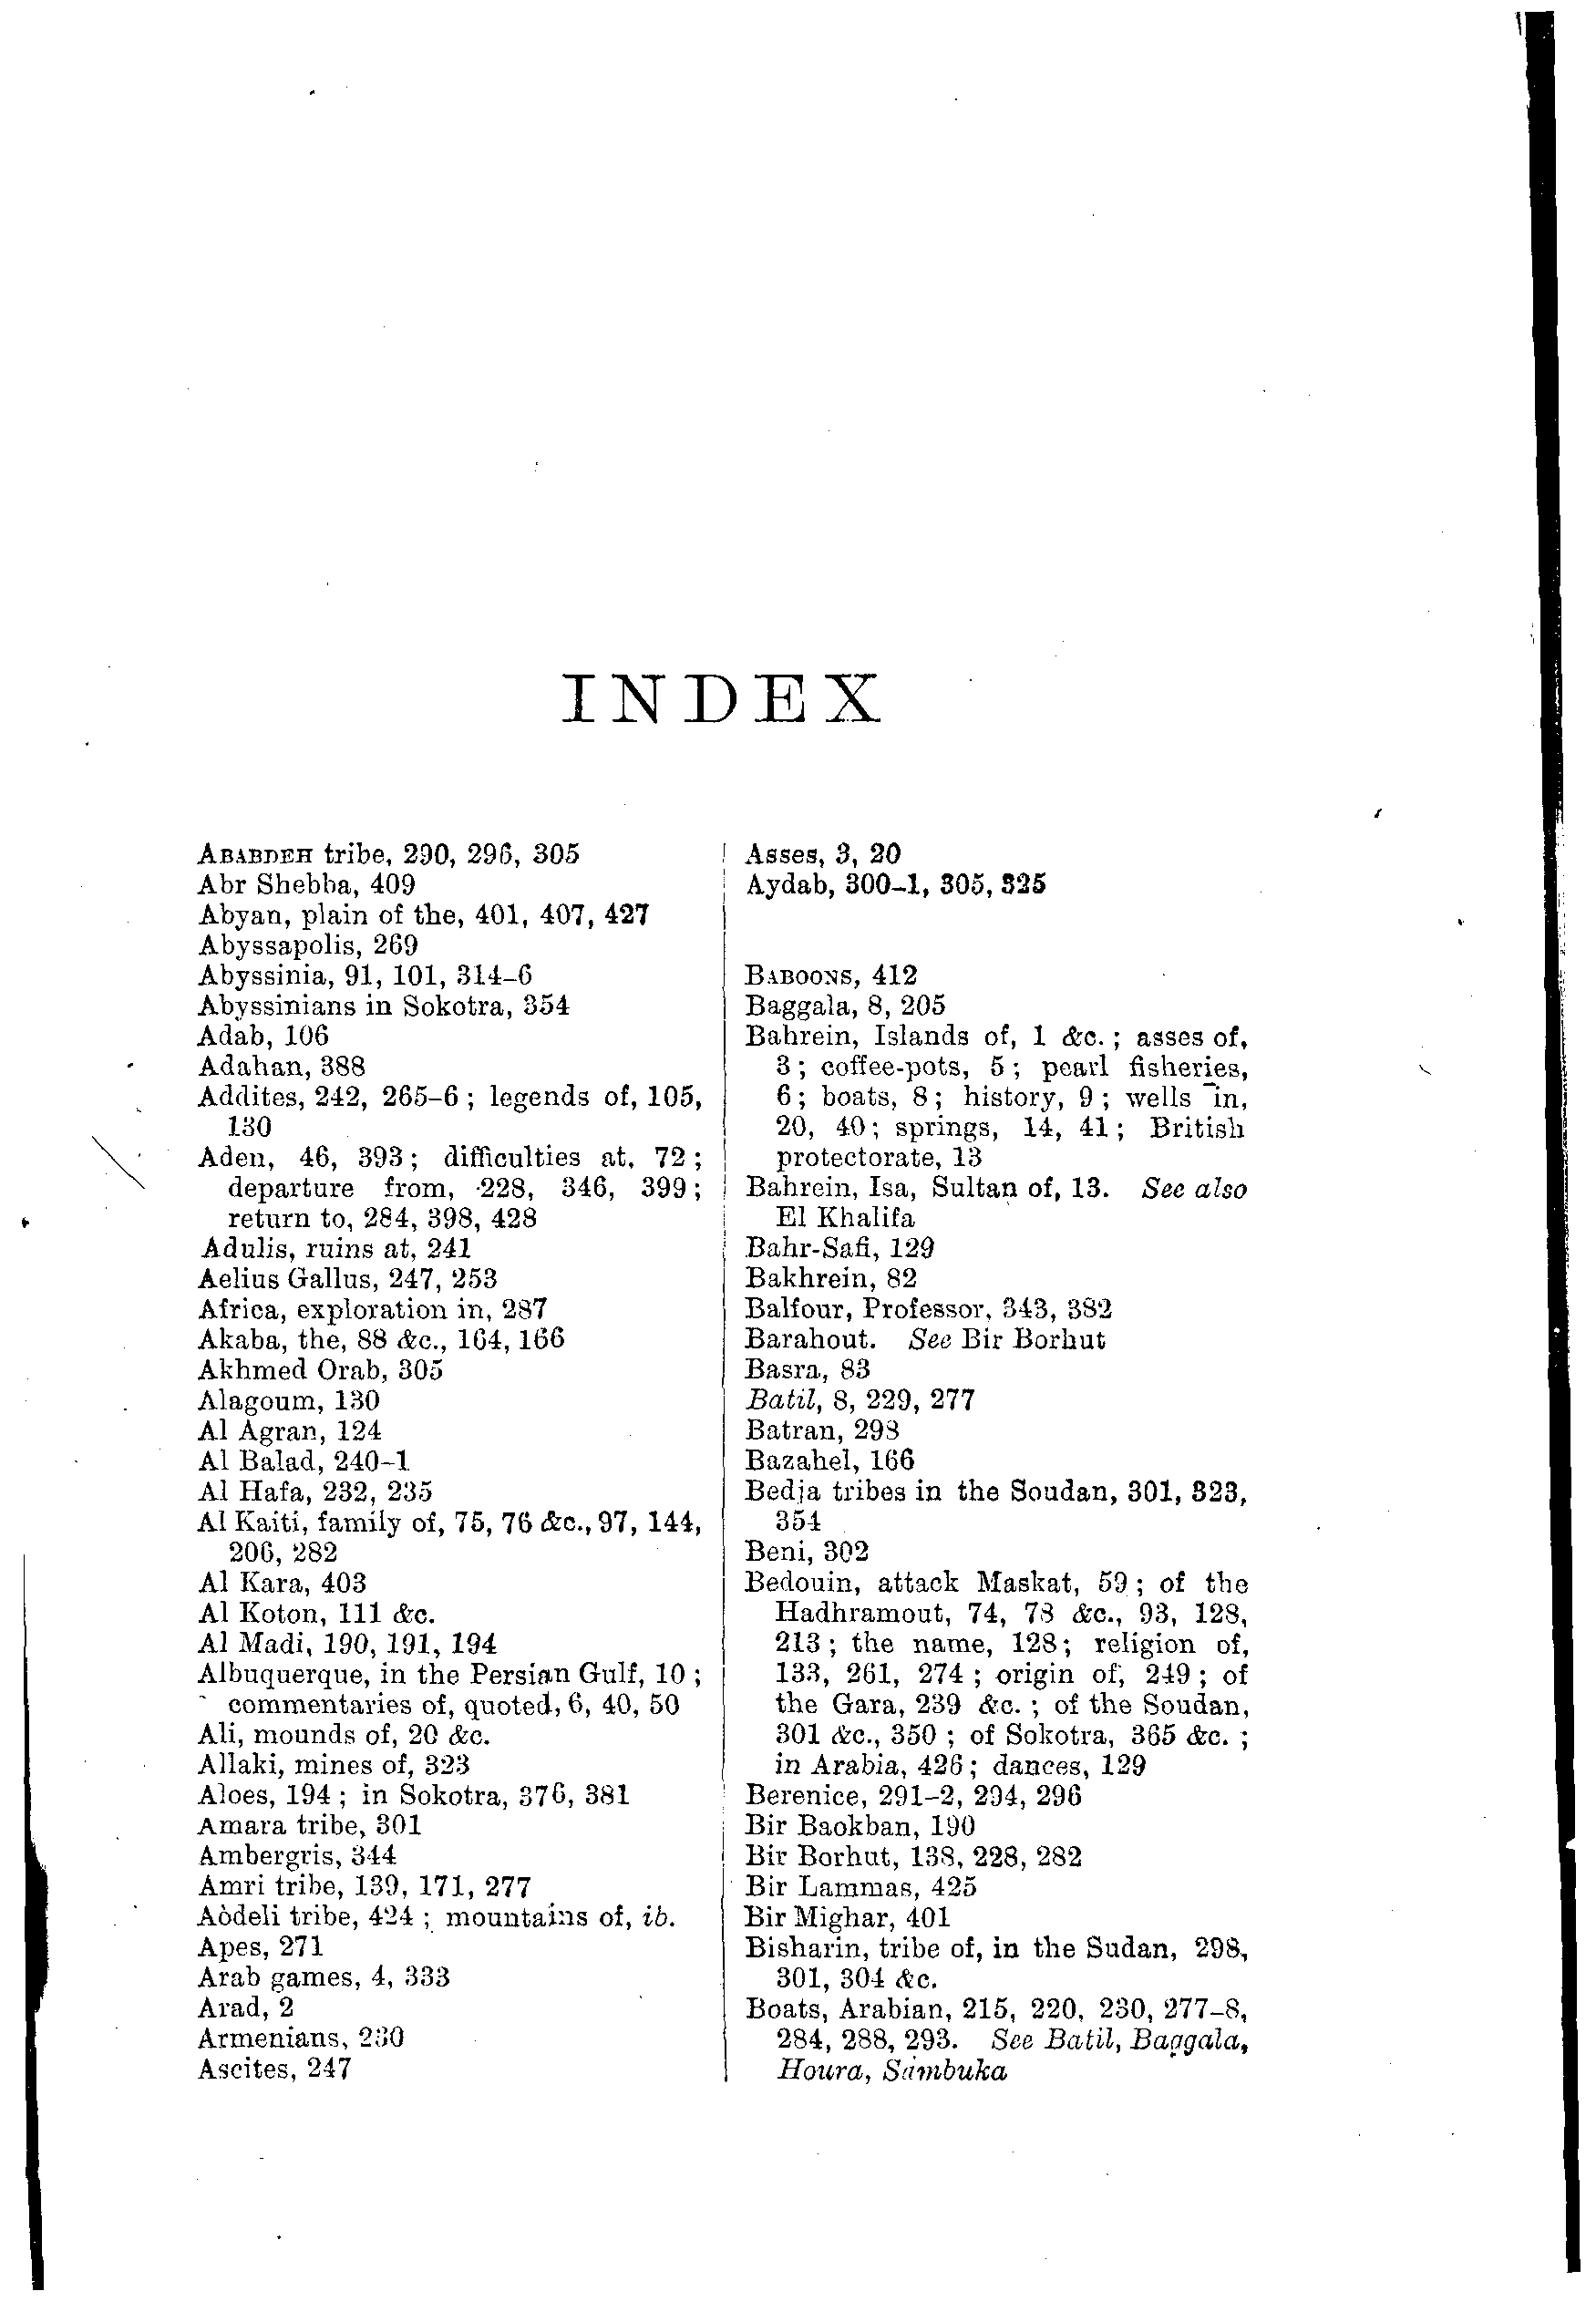 INDEX
ABABDEH tribe, 290, 296, 305
Abr Shebba, 409
Abyan, plain of the, 401, 407, 427
Abyssapolis, 269
Abyssinia, 91, 101, 314–6
Abyssinians in Sokotra, 354
Adab, 106
Adahan, 388
Addites, 242, 265–6; legends of, 105,
130
Aden, 46, 393; difficulties at, 72;
departure from, 228, 346, 399;
return to, 284, 398, 428
Adulis, ruins at, 241
Aelius Gallus, 247, 253
Africa, exploration in, 287
Akaba, the, 88 &c., 164, 166
Akhmed Orab, 305
Alagoum, 130
Al Agran, 124
Al Balad, 240–1
Al Hafa, 232, 235
Al Kaiti, family of, 75, 76 &c., 97, 144,
206, 282
Al Kara, 403
Al Koton, 111 &c.
Al Madi, 190, 191, 194
Albuquerque, in the Persian Gulf, 10;
commentaries of, quoted, 6, 40, 50
Ali, mounds of, 20 &c.
Allaki, mines of, 323
Aloes, 194; in Sokotra, 376, 381
Amara tribe, 301
Ambergris, 344
Amri tribe, 139, 171, 277
Aòdeli tribe, 424; mountains of, ib.
Apes, 271
Arab games, 4, 333
Arad, 2
Armenians, 230
Ascites, 247
Asses, 3, 20
Aydab, 300–1, 305, 325
BABOONS, 412
Baggala, 8, 205
Bahrein, Islands of, 1 &c.; asses of,
3; coffee-pots, 5; pearl fisheries,
6; boats, 8; history, 9; wells in,
20, 40; springs, 14, 41; British
protectorate, 13
Bahrein, Isa, Sultan of, 13. See also
El Khalifa
Bahr-Safi, 129
Bakhrein, 82
Balfour, Professor, 343, 382
Barahout. See Bir Borhut
Basra, 83
Batil, 8, 229, 277
Batran, 298
Bazahel, 166
Bedja tribes in the Soudan, 301, 323,
354
Beni, 302
Bedouin, attack Maskat, 59; of the
Hadhramout, 74, 78 &c., 93, 128,
213; the name, 128; religion of,
133, 261, 274; origin of, 249; of
the Gara, 239 &c.; of the Soudan,
301 &c., 350; of Sokotra, 365 &c.;
in Arabia, 426; dances, 129
Berenice, 291–2, 294, 296
Bir Baokban, 190
Bir Borhut, 138, 228, 282
Bir Lammas, 425
Bir Mighar, 401
Bisharin, tribe of, in the Sudan, 298,
301, 304 &c.
Boats, Arabian, 215, 220, 230, 277–8,
284, 288, 293. See Batil, Baggala,
Houra, Sambuka